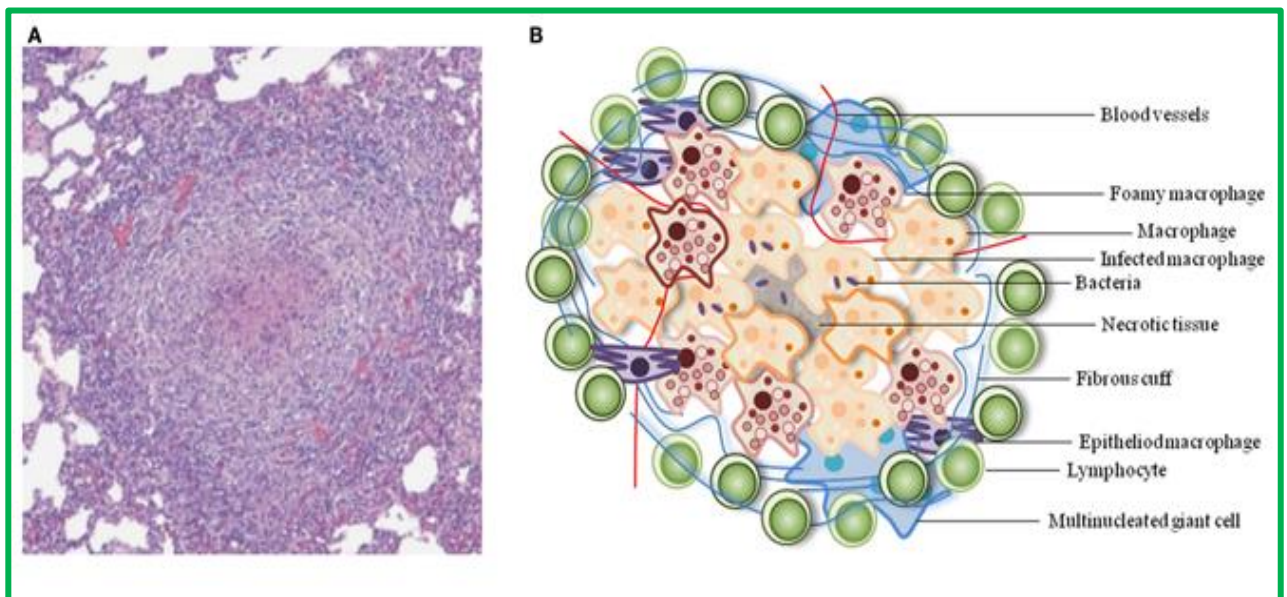 A
B
Blood vessels
Foamy macrophage
Macrophage
Infected macrophage
Bacteria
Necrotic tissue
Fibrous cuff
Epitheliod macrophage
Lymphocyte
Multinucleated giant cell